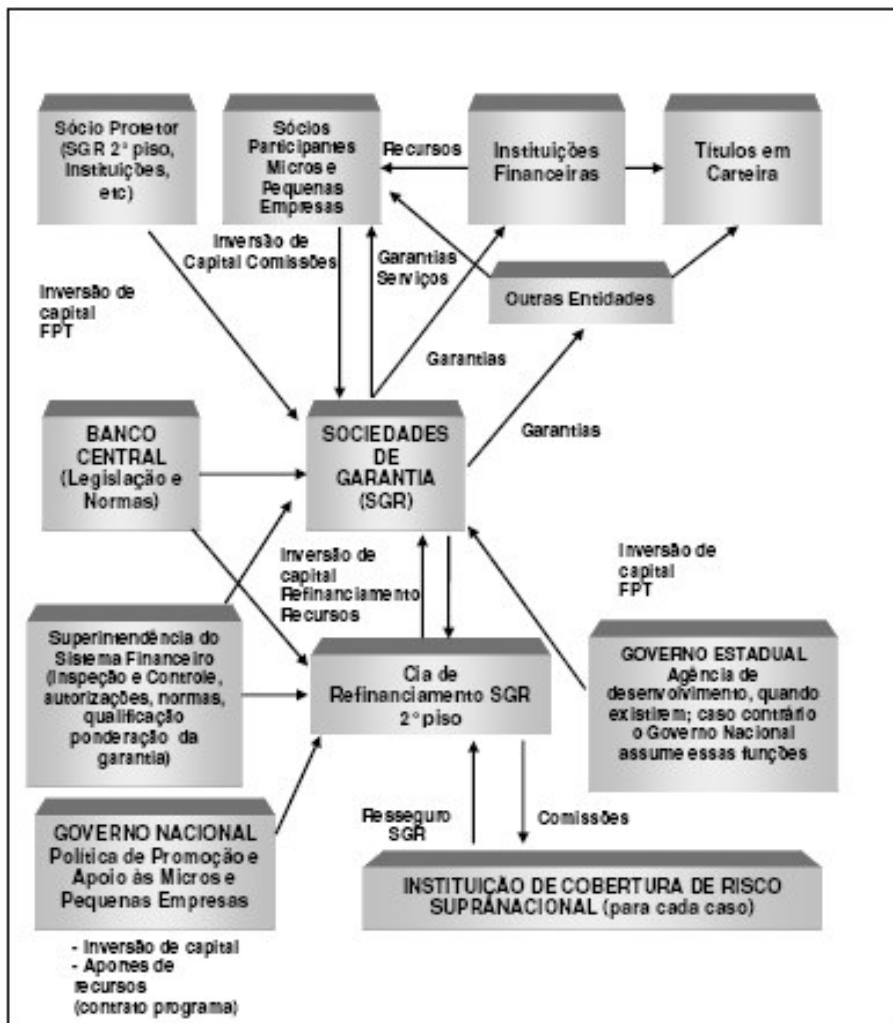 Sócio Protetor
(SGR 2° piso,
Instituições,
etc)
Sócios
Participantes
Micros e
Pequenas
Empresas
Recursos
Instituições
Financeiras
Títulos em
Carteira
Inversão de
Capital Comissões
Garantias
Serviços
Outras Entidades
Inversão de
capital
FPT
Garantias
Garantias
BANCO
CENTRAL
(Legislação e
Normas)
SOCIEDADES
DE
GARANTIA
(SGR)
Inversão de
capital
Refinanciamento
Recursos
Inversão de
capital
FPT
Superintendência do
Sistema Financeiro
(Inspeção e Controle,
autorizações, normas,
qualificação
ponderação da
garantia)
Cia de
Refinanciamento SGR
2° piso
GOVERNO ESTADUAL
Agência de
desenvolvimento, quando
existirem; caso contrário
o Governo Nacional
assume essas funções
GOVERNO NACIONAL
Política de Promoção e
Apoio às Micros e
Pequenas Empresas
Resseguro
SGR
Comissões
INSTITUIÇÃO DE COBERTURA DE RISCO
SUPRANACIONAL (para cada caso)
- Inversão de capital
- Aportes de
recursos
(contrato programa)